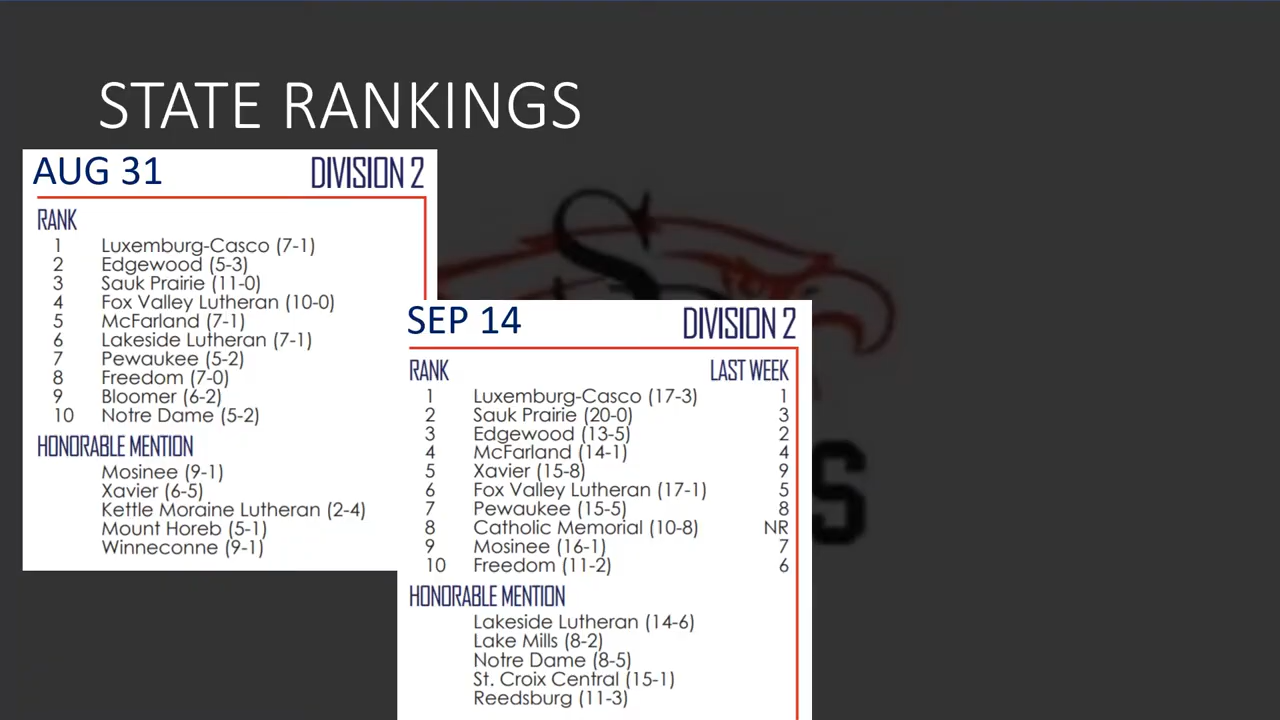 STATE RANKINGS
AUG 31 DIVISION 2
RANK
1 Luxemburg-Casco (7-1)
2 Edgewood (5-3)
3 Sauk Prairie (11-0)
4 Fox Valley Lutheran (10-0)
5 McFarland (7-1)
6 Lakeside Lutheran (7-1)
7 Pewaukee (5-2)
8 Freedom (7-0)
9 Bloomer (6-2)
10 Notre Dame (5-2)
HONORABLE MENTION
Mosinee (9-1)
Xavier (6-5)
Kettle Moraine Lutheran (2-4)
Mount Horeb (5-1)
Winneconne (9-1)
SEP 14 DIVISION 2
RANK LAST WEEK
1 Luxemburg-Casco (17-3) 1
2 Sauk Prairie (20-0) 3
3 Edgewood (13-5) 2
4 McFarland (14-1) 4
5 Xavier (15-8) 9
6 Fox Valley Lutheran (17-1) 5
7 Pewaukee (15-5) 8
8 Catholic Memorial (10-8) NR
9 Mosinee (16-1) 7
10 Freedom (11-2) 6
HONORABLE MENTION
Lakeside Lutheran (14-6)
Lake Mills (8-2)
Notre Dame (8-5)
St. Croix Central (15-1)
Reedsburg (11-3)